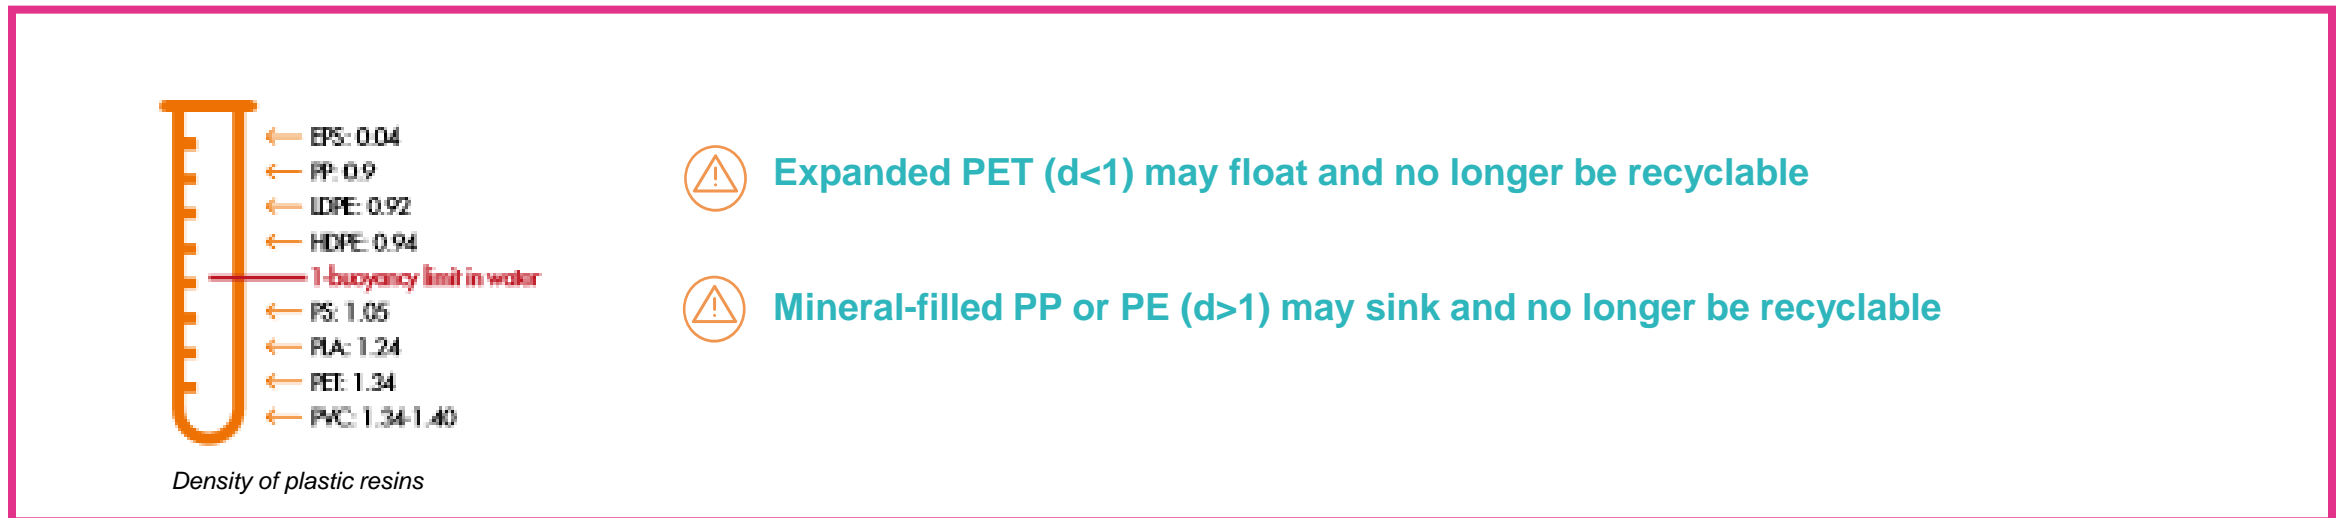 EPS: 0.04
PP: 0.9
LDPE: 0.92
HDPE: 0.94
1-buoyancy limit in water
PS: 1.05
PLA: 1.24
PET: 1.34
PVC: 1.34-1.40
Density of plastic resins
Expanded PET (d<1) may float and no longer be recyclable
Mineral-filled PP or PE (d>1) may sink and no longer be recyclable